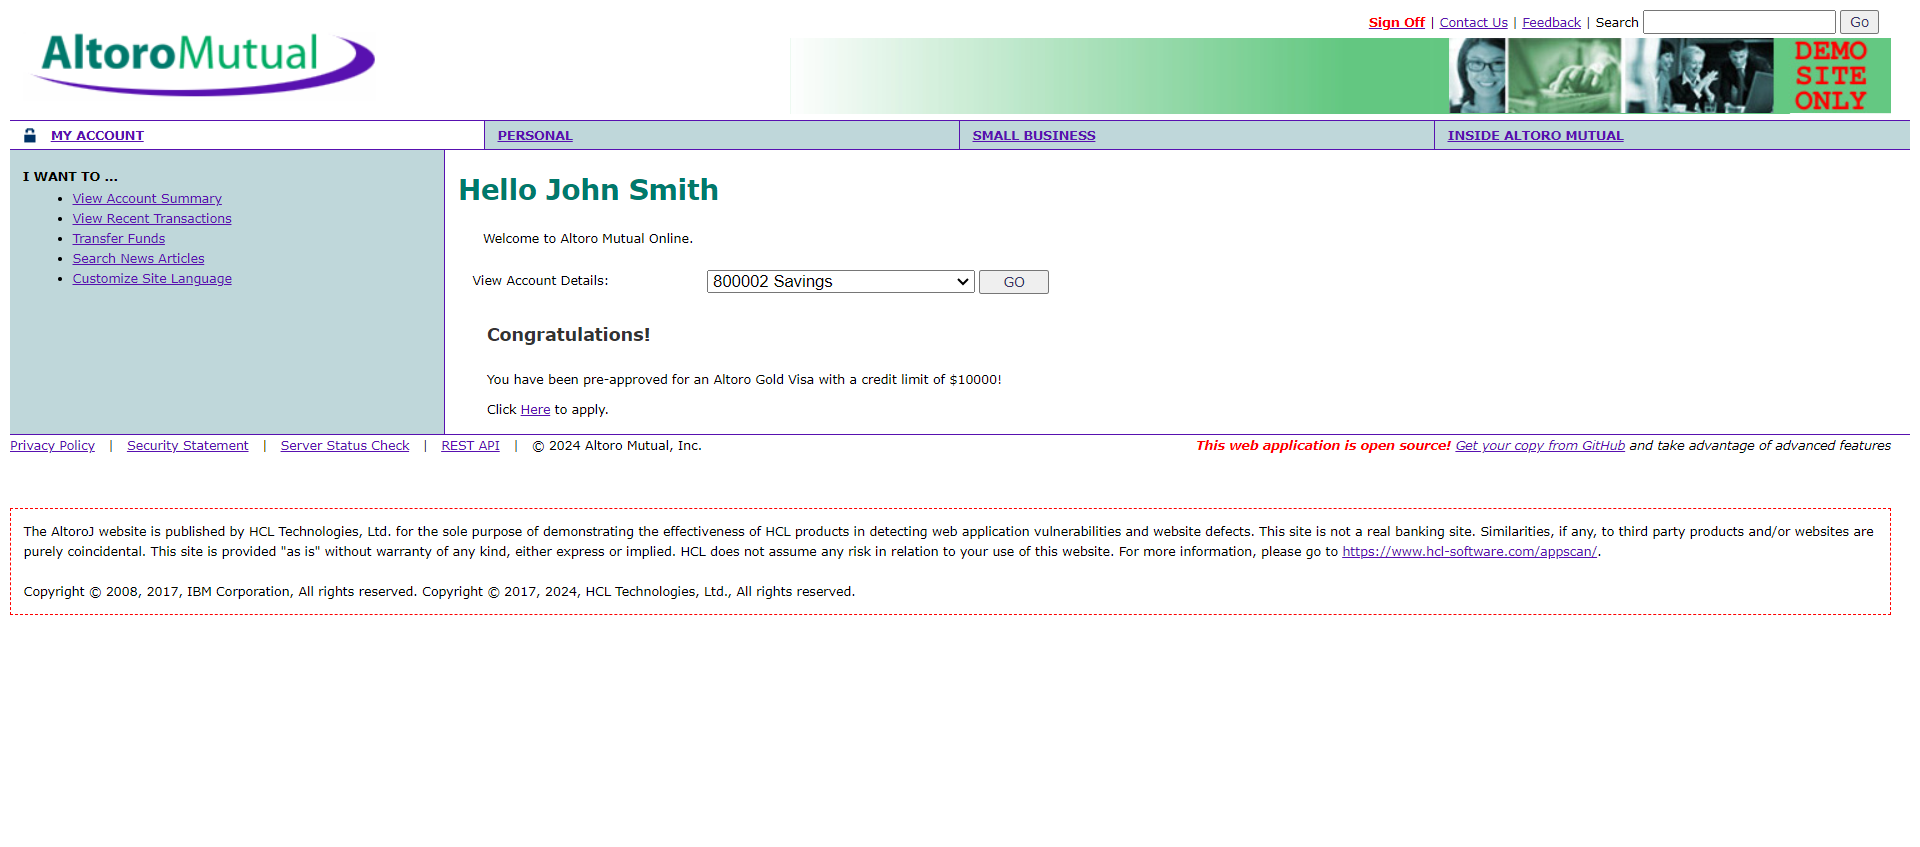 Sign Off | Contact Us | Feedback | Search Go
AltoroMutual
DEMO
SITE
ONLY
MY ACCOUNT
PERSONAL
SMALL BUSINESS
INSIDE ALTORO MUTUAL
I WANT TO ...
• View Account Summary
• View Recent Transactions
• Transfer Funds
• Search News Articles
• Customize Site Language
Hello John Smith
Welcome to Altoro Mutual Online.
View Account Details: 800002 Savings GO
Congratulations!
You have been pre-approved for an Altoro Gold Visa with a credit limit of $10000!
Click Here to apply.
Privacy Policy | Security Statement | Server Status Check | REST API | © 2024 Altoro Mutual, Inc.
This web application is open source! Get your copy from GitHub and take advantage of advanced features
The AltoroJ website is published by HCL Technologies, Ltd. for the sole purpose of demonstrating the effectiveness of HCL products in detecting web application vulnerabilities and website defects. This site is not a real banking site. Similarities, if any, to third party products and/or websites are
purely coincidental. This site is provided "as is" without warranty of any kind, either express or implied. HCL does not assume any risk in relation to your use of this website. For more information, please go to https://www.hcl-software.com/appscan/.
Copyright © 2008, 2017, IBM Corporation, All rights reserved. Copyright © 2017, 2024, HCL Technologies, Ltd., All rights reserved.